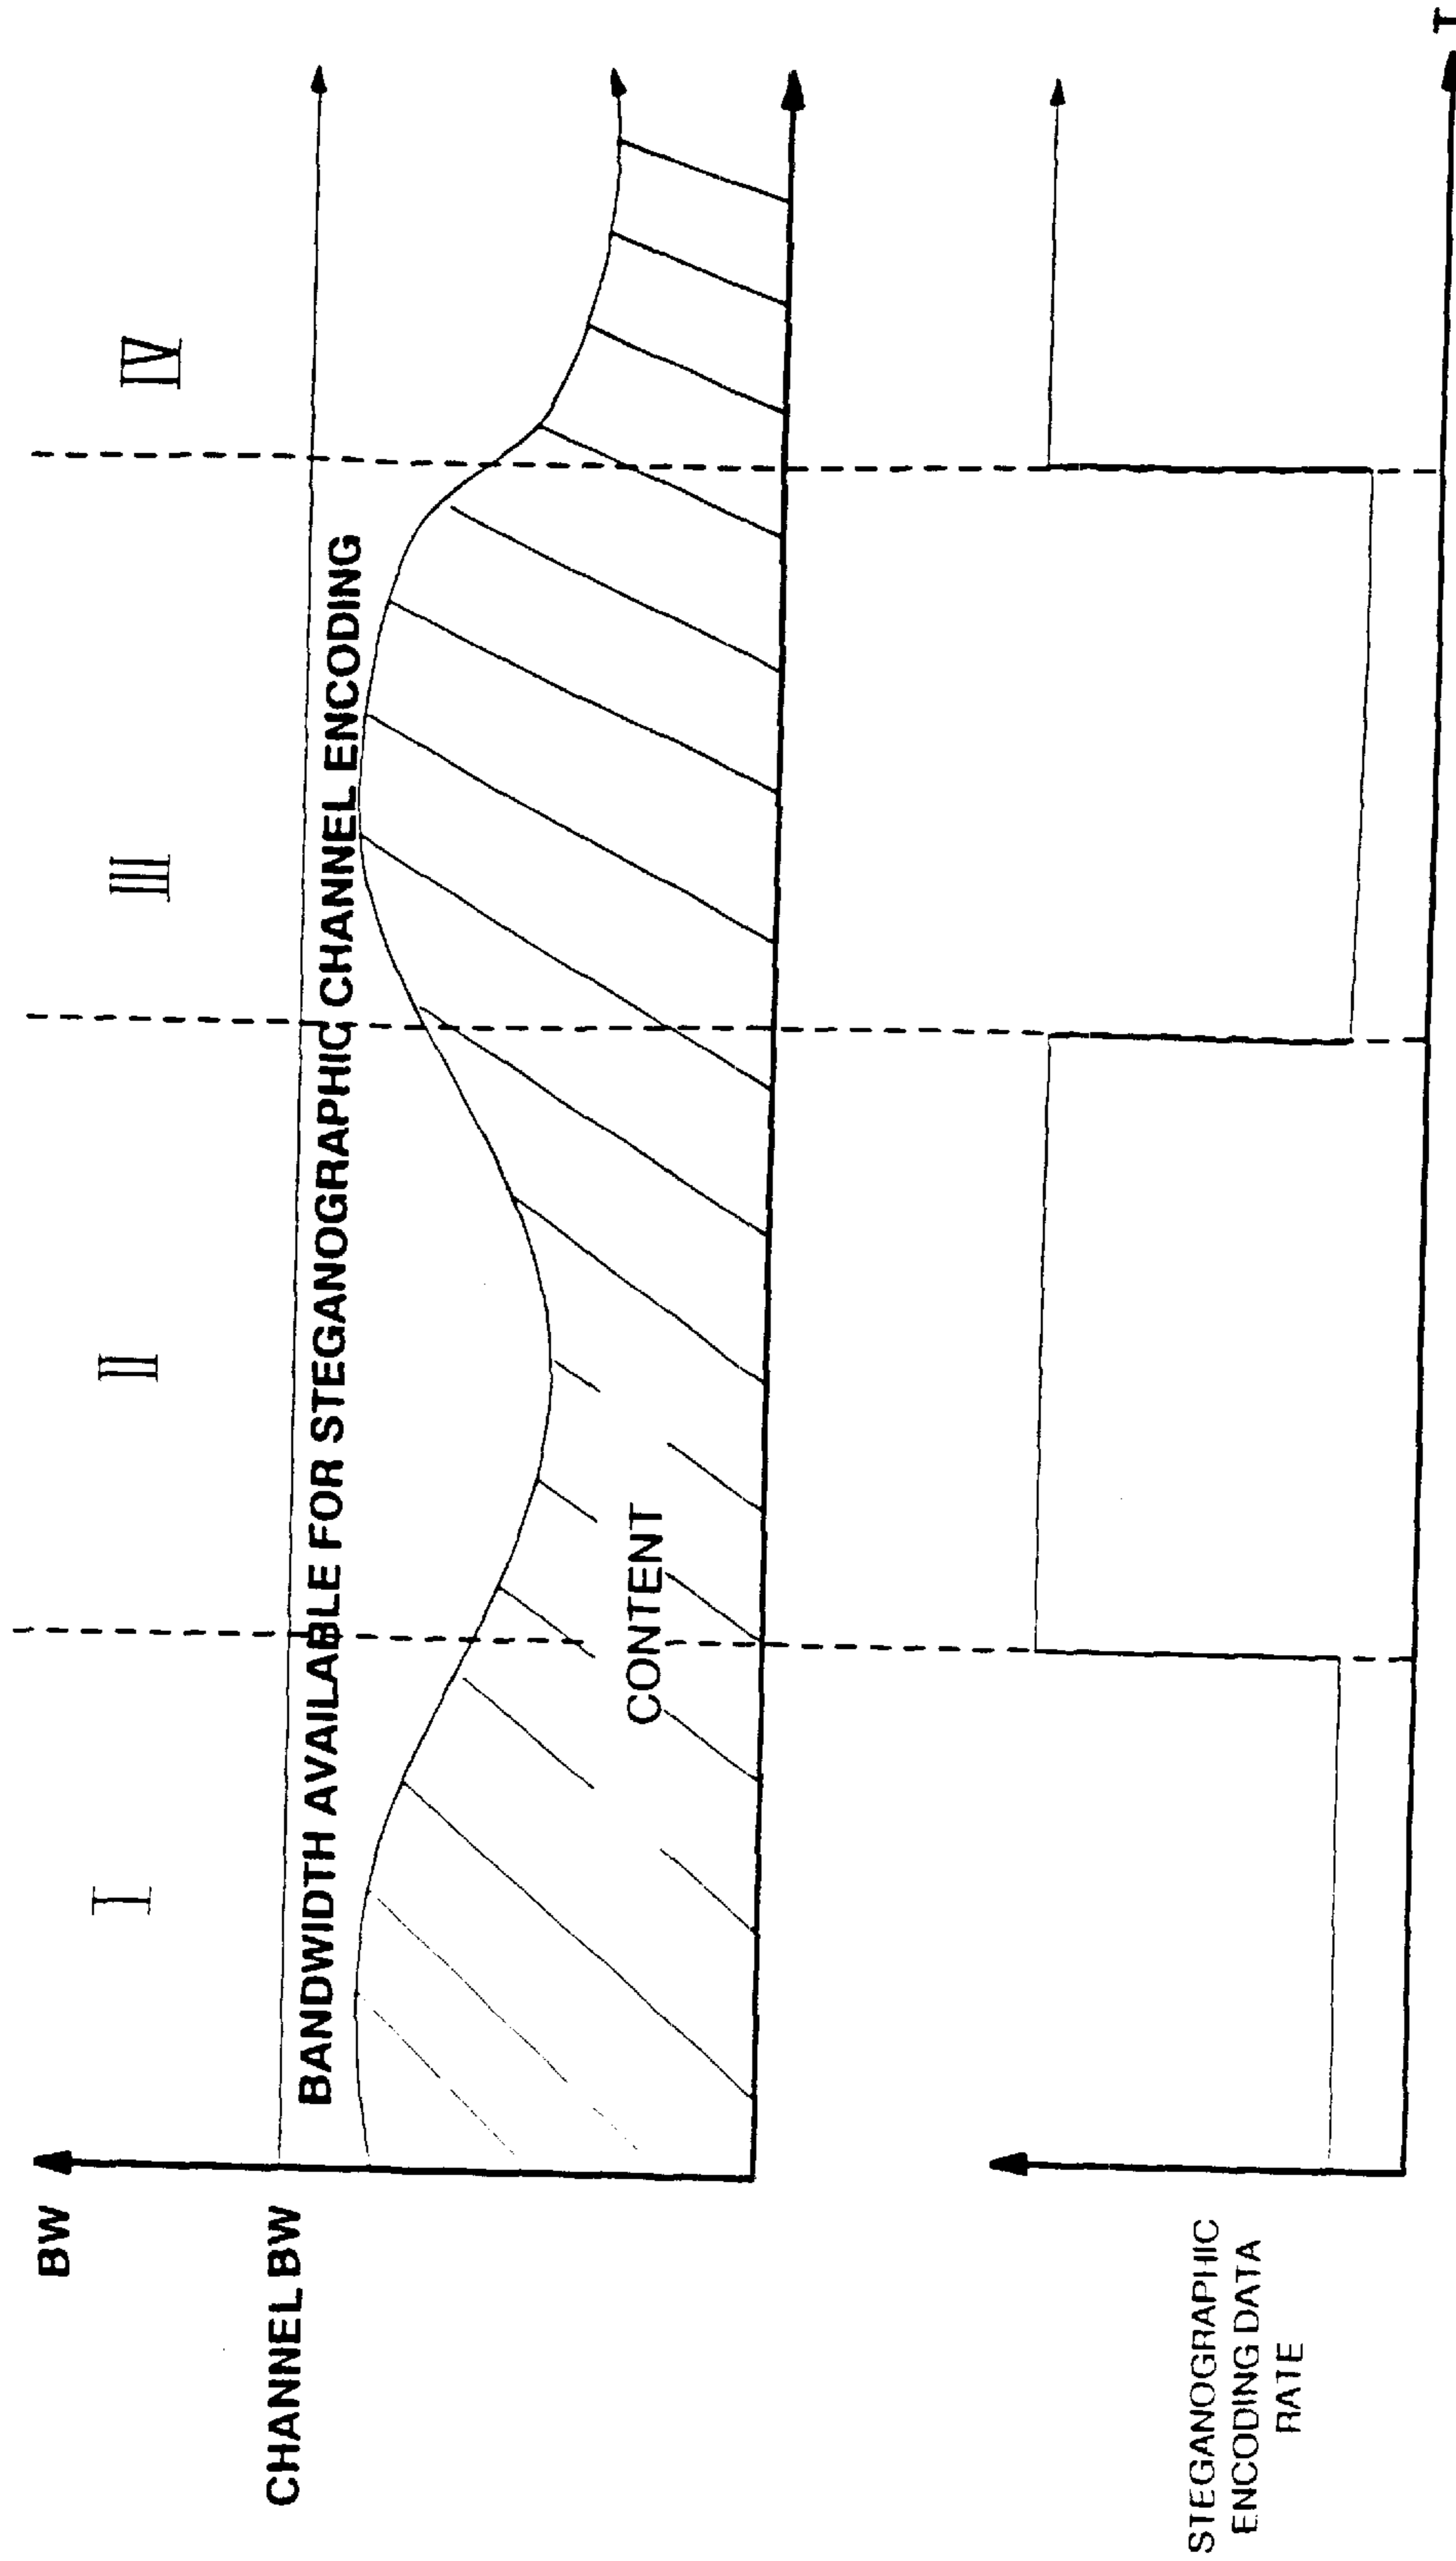 BW
I
II
III
IV
CHANNEL BW
BANDWIDTH AVAILABLE FOR STEGANOGRAPHIC CHANNEL ENCODING
CONTENT
STEGANOGRAPHIC
ENCODING DATA
RATE
T